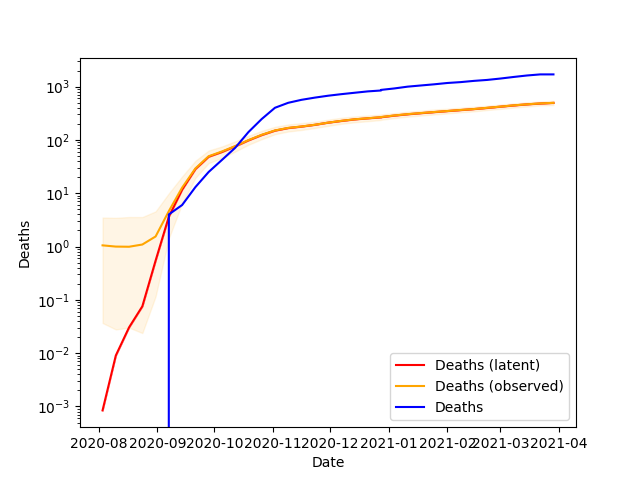 10³
10²
10¹
10⁰
10⁻¹
10⁻²
10⁻³
Deaths
Deaths (latent)
Deaths (observed)
Deaths
2020-08 2020-09 2020-10 2020-11 2020-12 2021-01 2021-02 2021-03 2021-04
Date